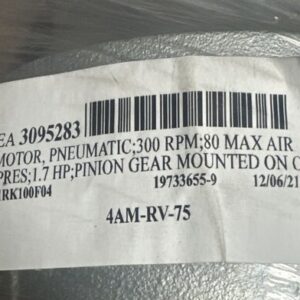 EA 3095283
MOTOR, PNEUMATIC;300 RPM;80 MAX AIR
PRES;1.7 HP;PINION GEAR MOUNTED ON
1RK100F04 19733655-9 12/06/21
4AM-RV-75